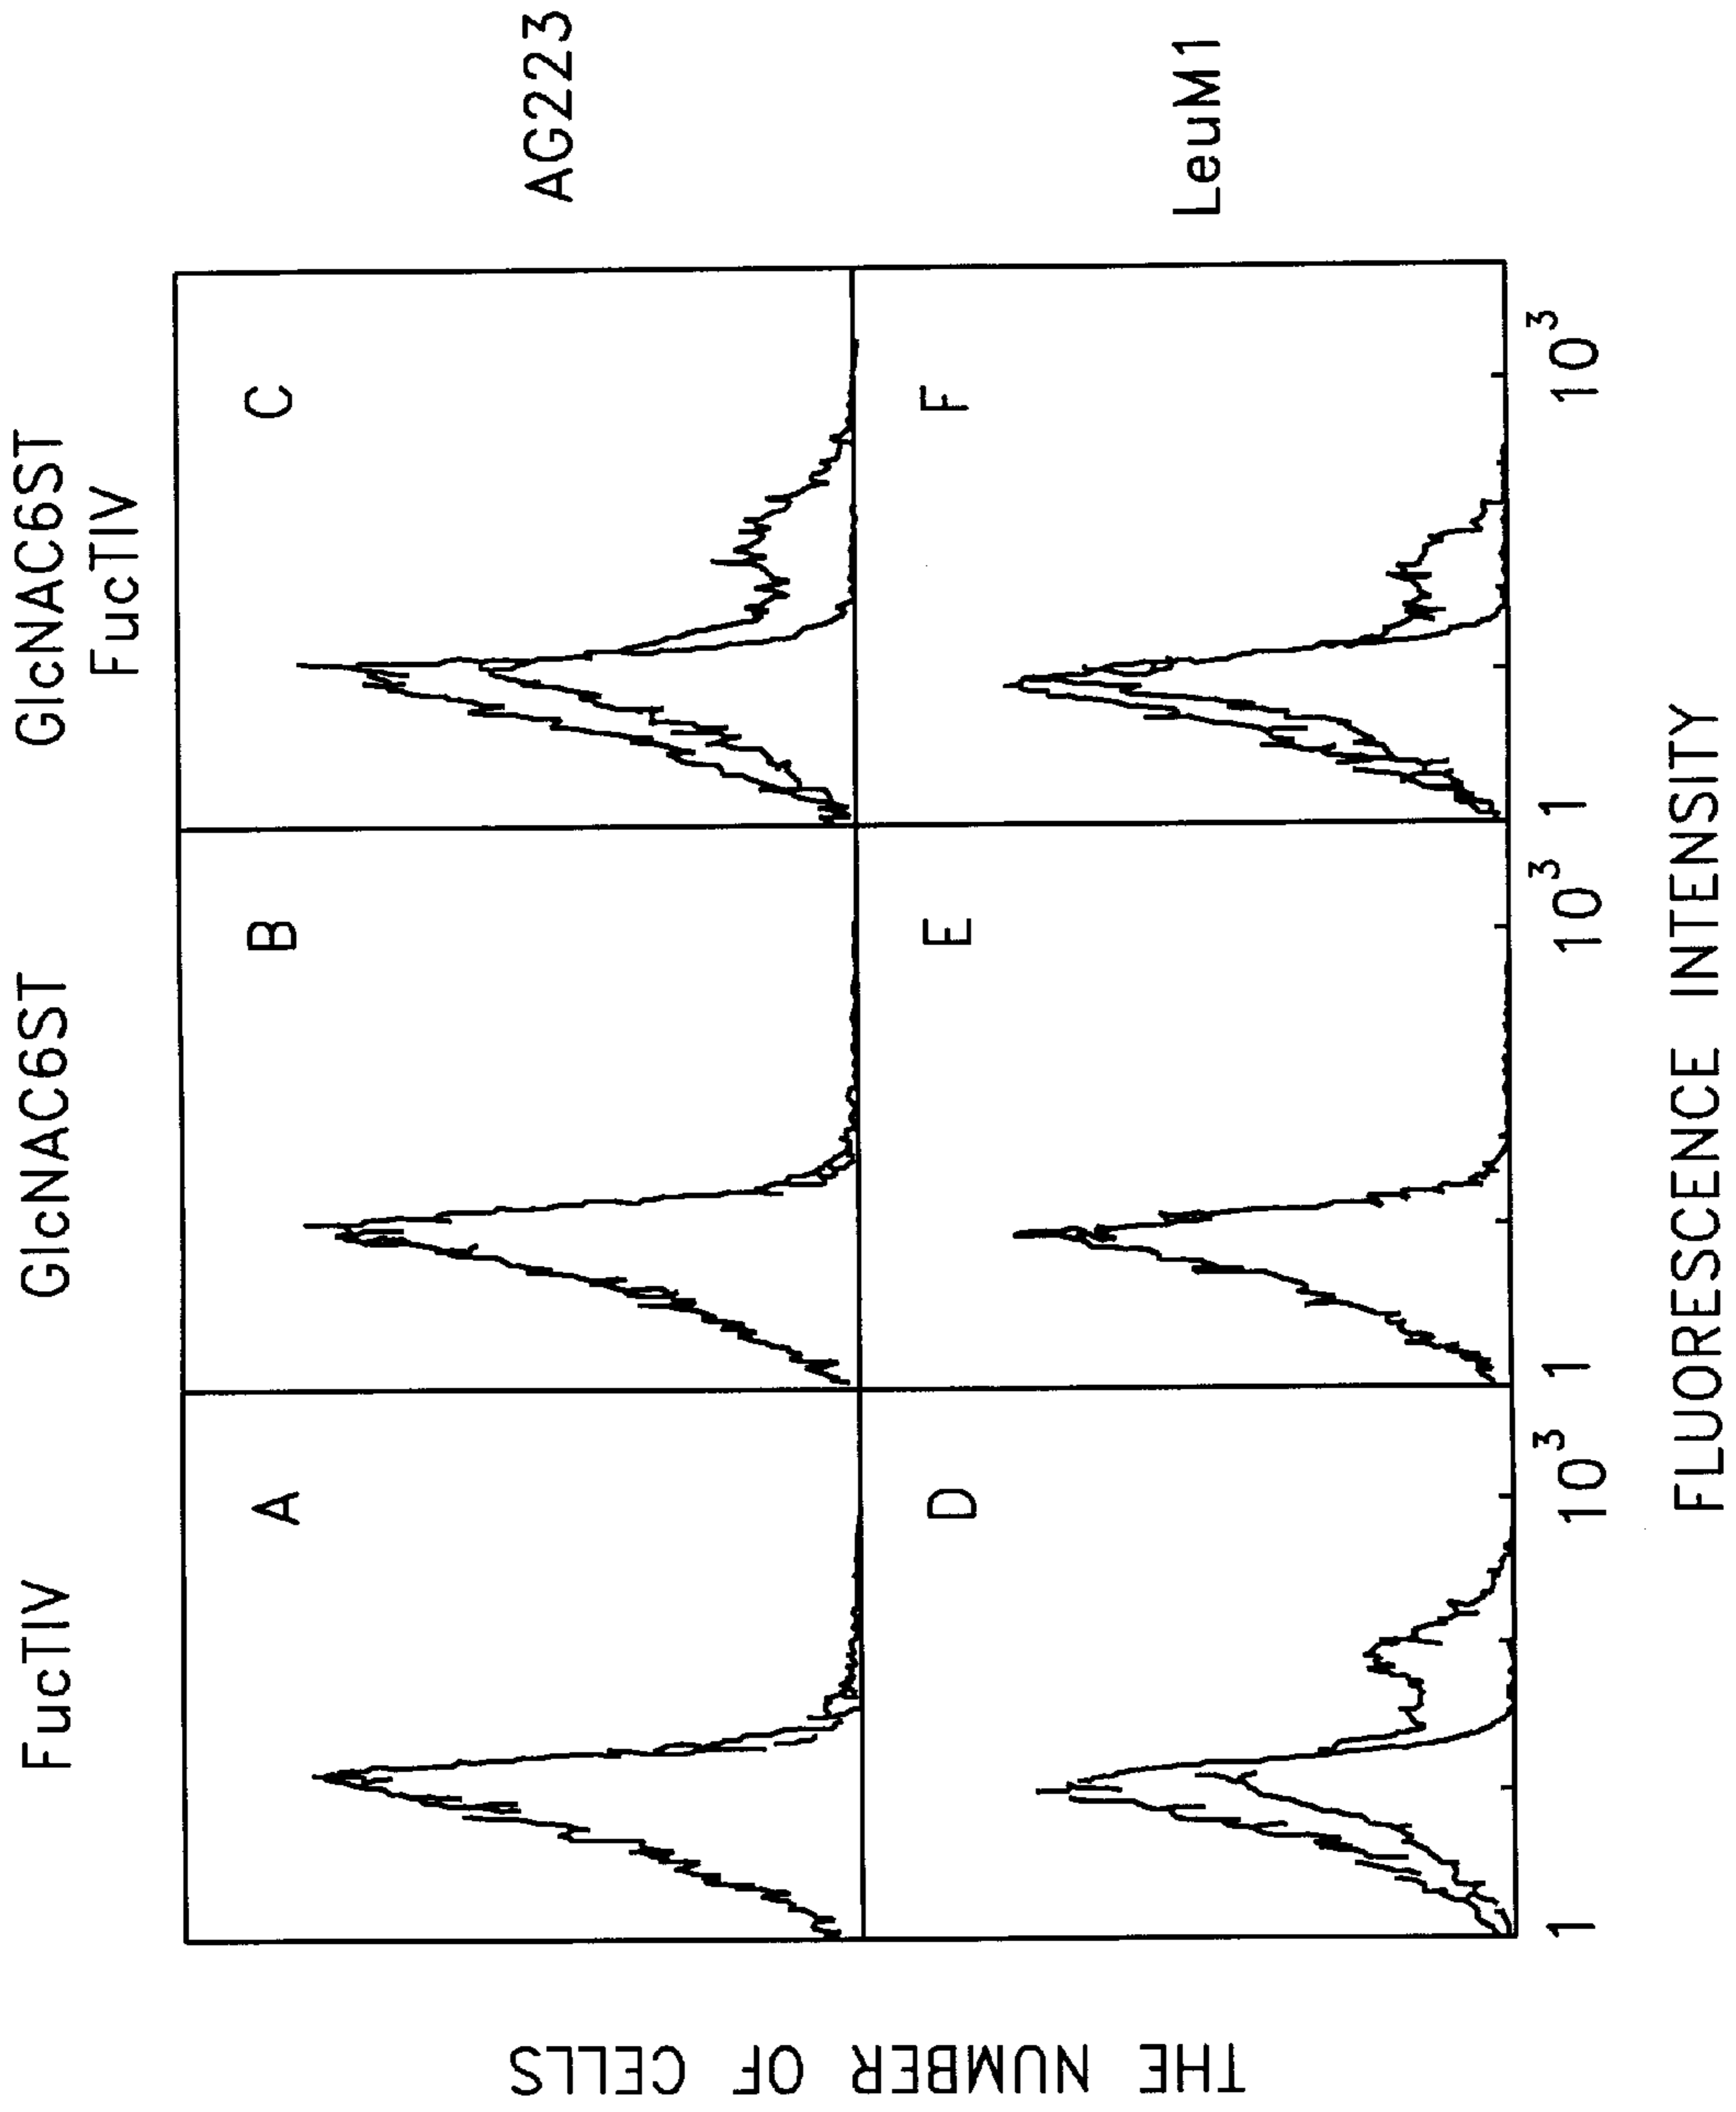 FucTIV
GlcNAC6ST
GlcNAC6ST
FucTIV
A
B
C
AG223
D
E
F
LeuM1
THE NUMBER OF CELLS
1
10³
1
10³
1
10³
FLUORESCENCE INTENSITY